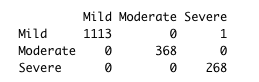 Mild Moderate Severe
Mild 1113 0 1
Moderate 0 368 0
Severe 0 0 268